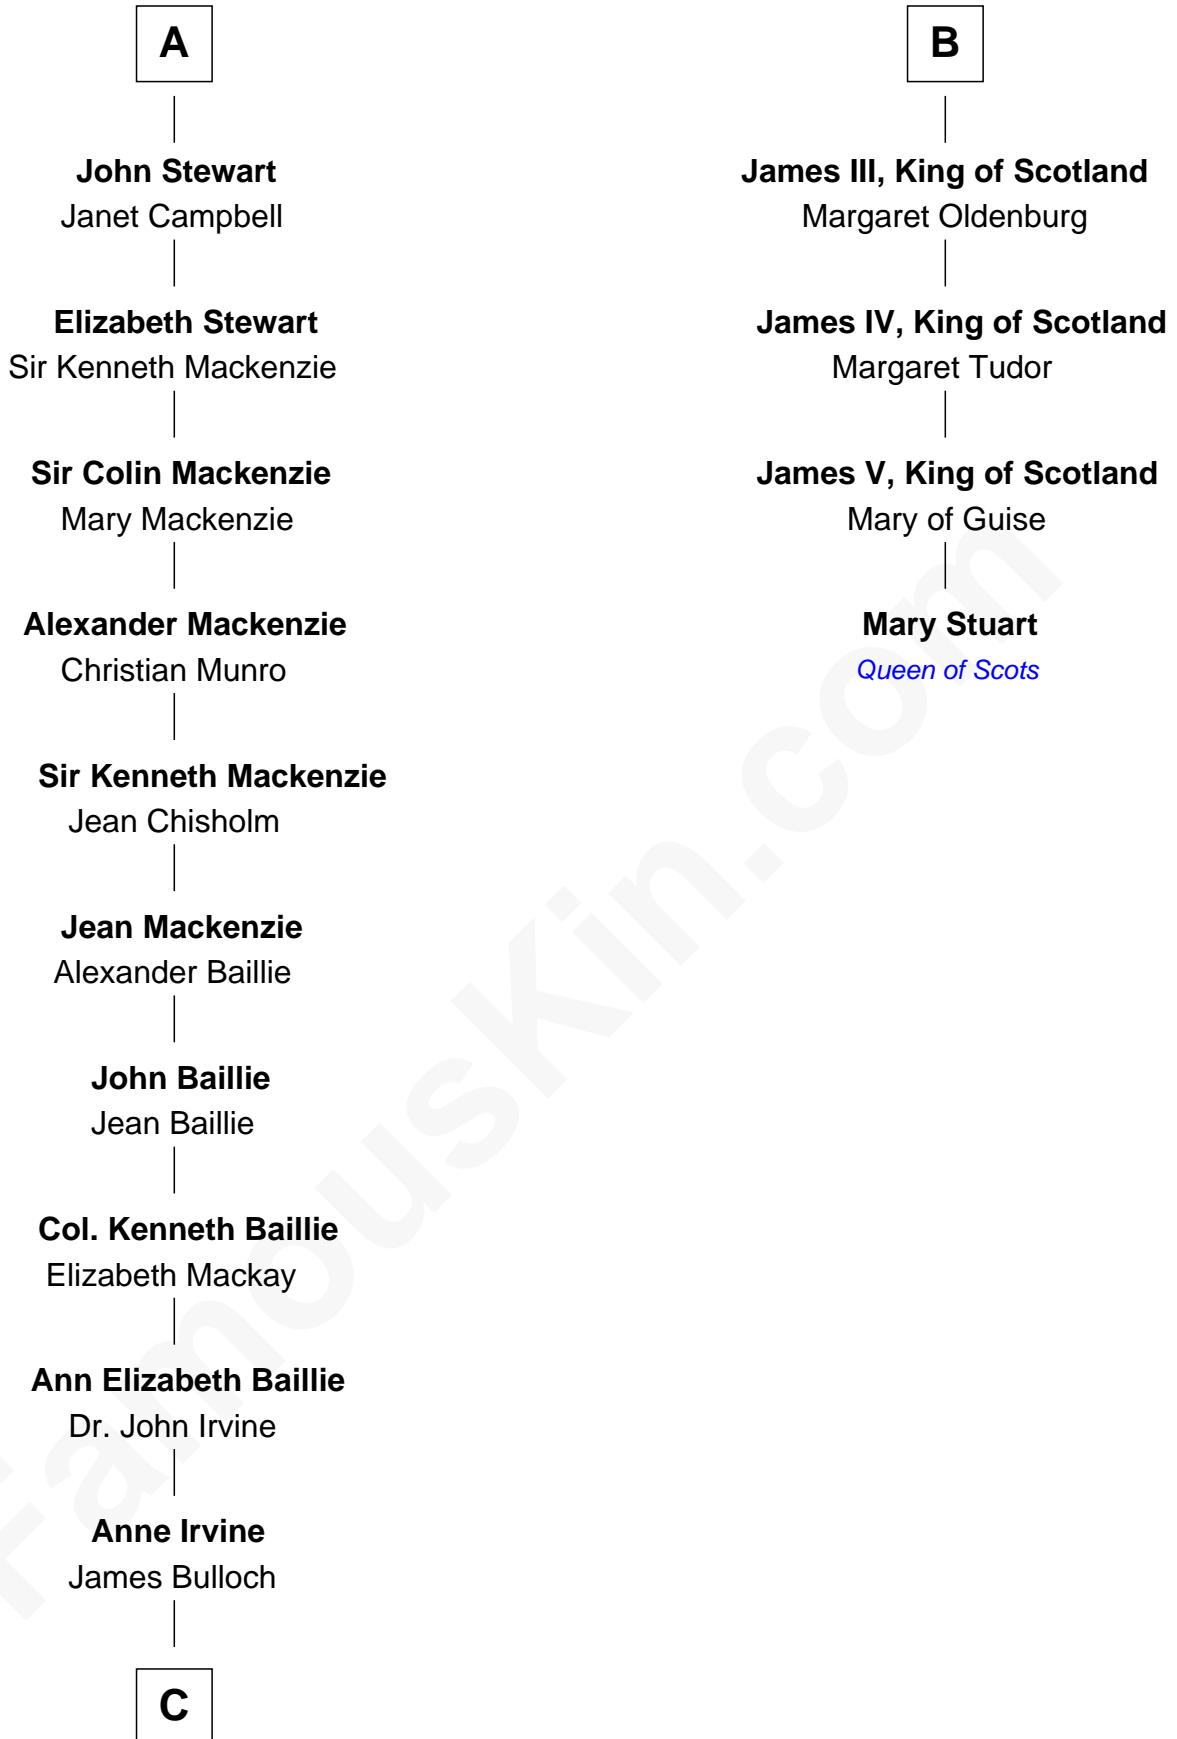 A
John Stewart
Janet Campbell
Elizabeth Stewart
Sir Kenneth Mackenzie
Sir Colin Mackenzie
Mary Mackenzie
Alexander Mackenzie
Christian Munro
Sir Kenneth Mackenzie
Jean Chisholm
Jean Mackenzie
Alexander Baillie
John Baillie
Jean Baillie
Col. Kenneth Baillie
Elizabeth Mackay
Ann Elizabeth Baillie
Dr. John Irvine
Anne Irvine
James Bulloch
C
B
James III, King of Scotland
Margaret Oldenburg
James IV, King of Scotland
Margaret Tudor
James V, King of Scotland
Mary of Guise
Mary Stuart
Queen of Scots
FamousKin.com